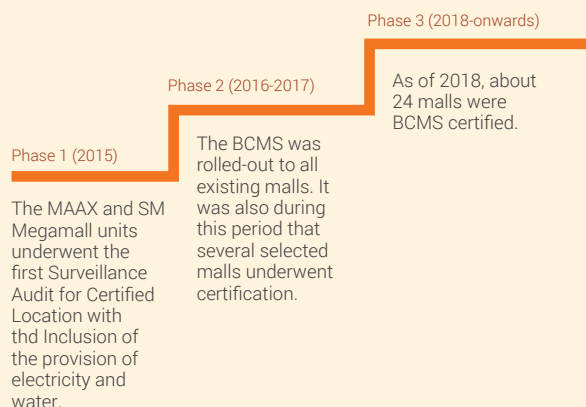 Phase 1 (2015)
The MAAX and SM
Megamall units
underwent the
first Surveillance
Audit for Certified
Location with
thd Inclusion of
the provision of
electricity and
water.
Phase 2 (2016-2017)
The BCMS was
rolled-out to all
existing malls. It
was also during
this period that
several selected
malls underwent
certification.
Phase 3 (2018-onwards)
As of 2018, about
24 malls were
BCMS certified.